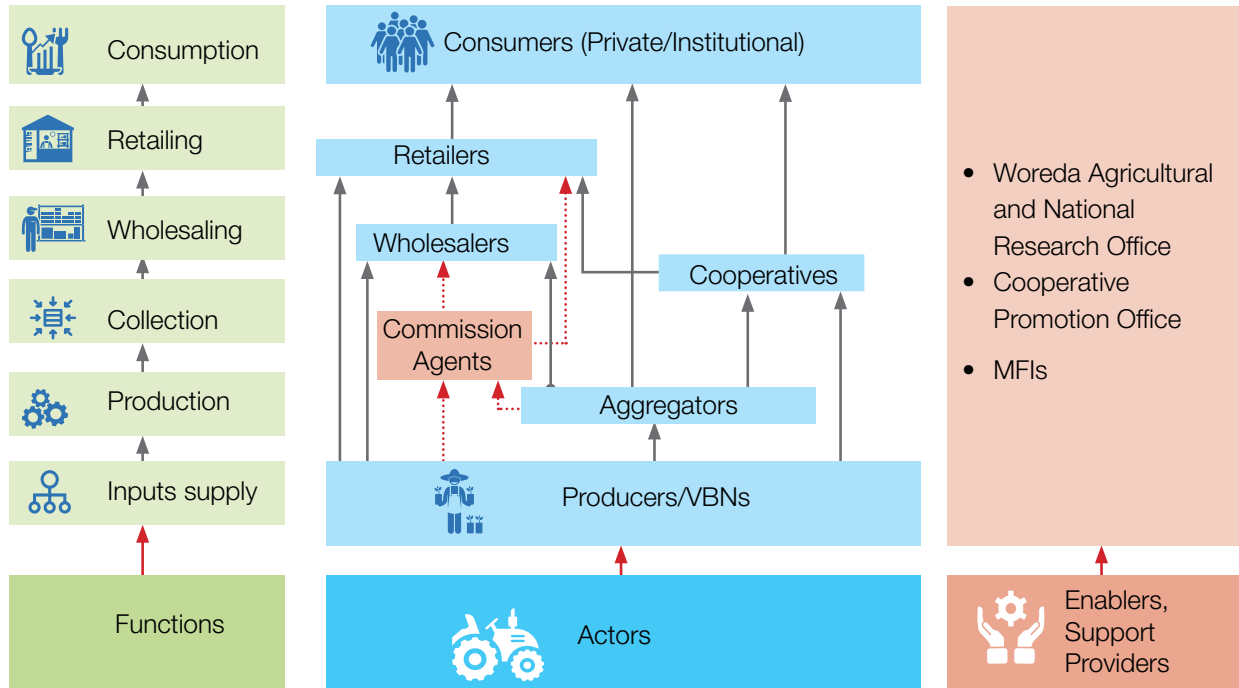 Consumption
Retailing
Wholesaling
Collection
Production
Inputs supply
Functions
Consumers (Private/Institutional)
Retailers
Wholesalers
Cooperatives
Commission
Agents
Aggregators
Producers/VBNs
Actors
• Woreda Agricultural
and National
Research Office
• Cooperative
Promotion Office
• MFIs
Enablers,
Support
Providers